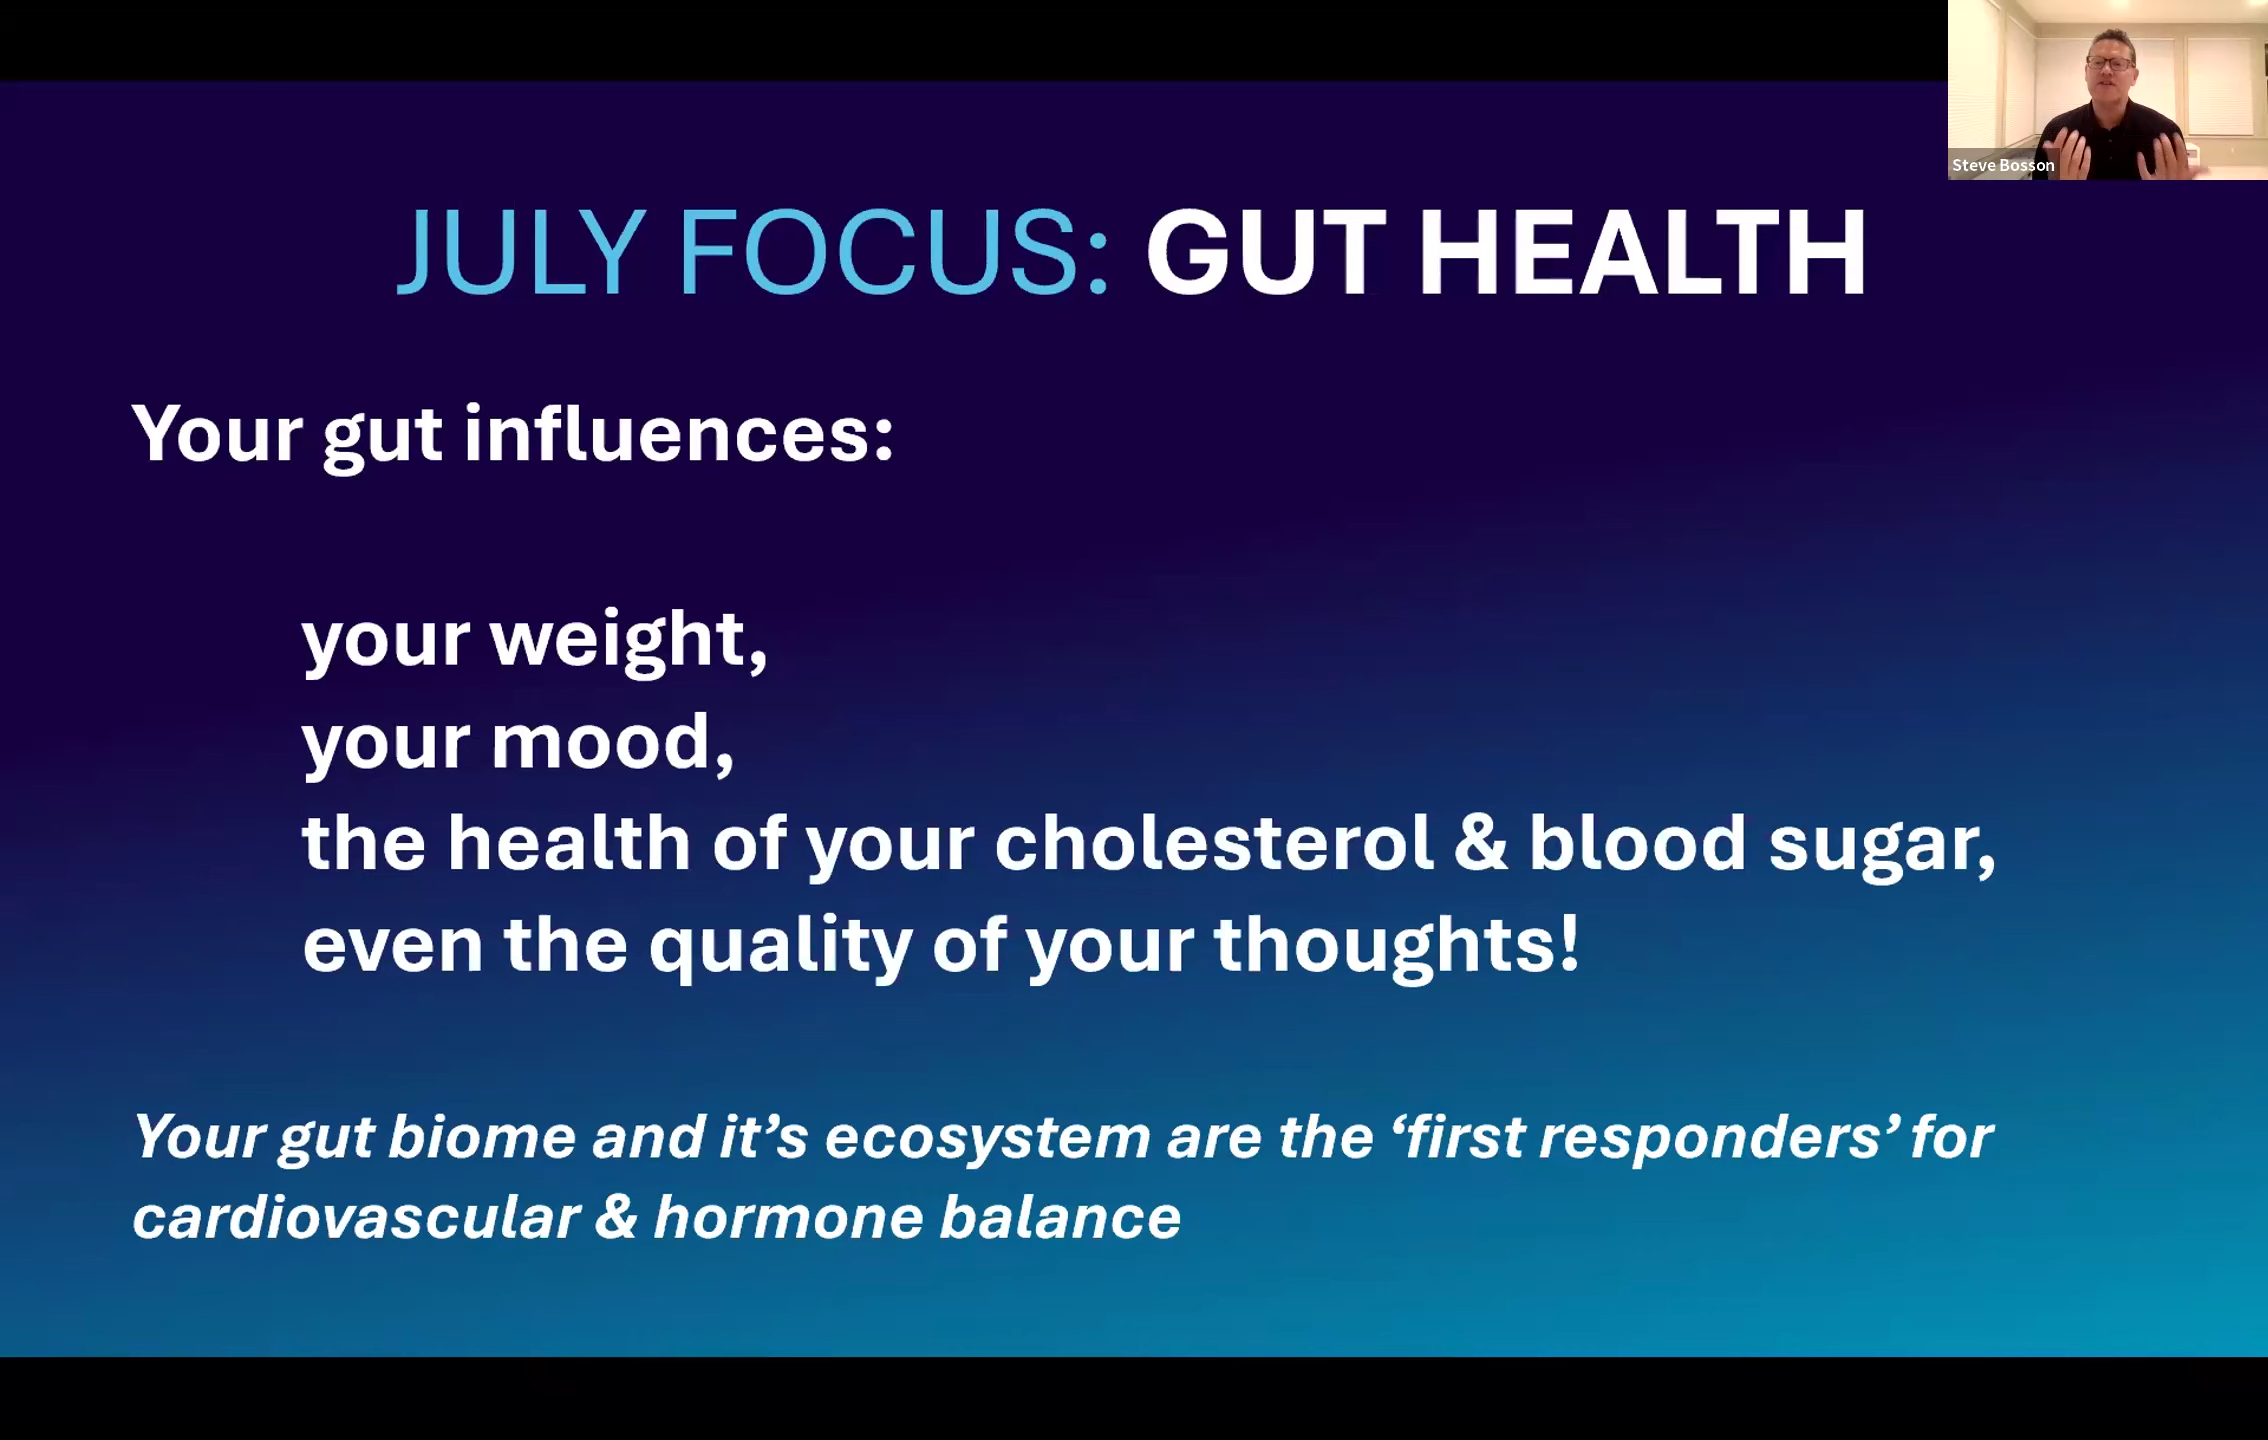 Steve Bosson
JULY FOCUS: GUT HEALTH
Your gut influences:
your weight,
your mood,
the health of your cholesterol & blood sugar,
even the quality of your thoughts!
Your gut biome and it’s ecosystem are the ‘first responders’ for
cardiovascular & hormone balance